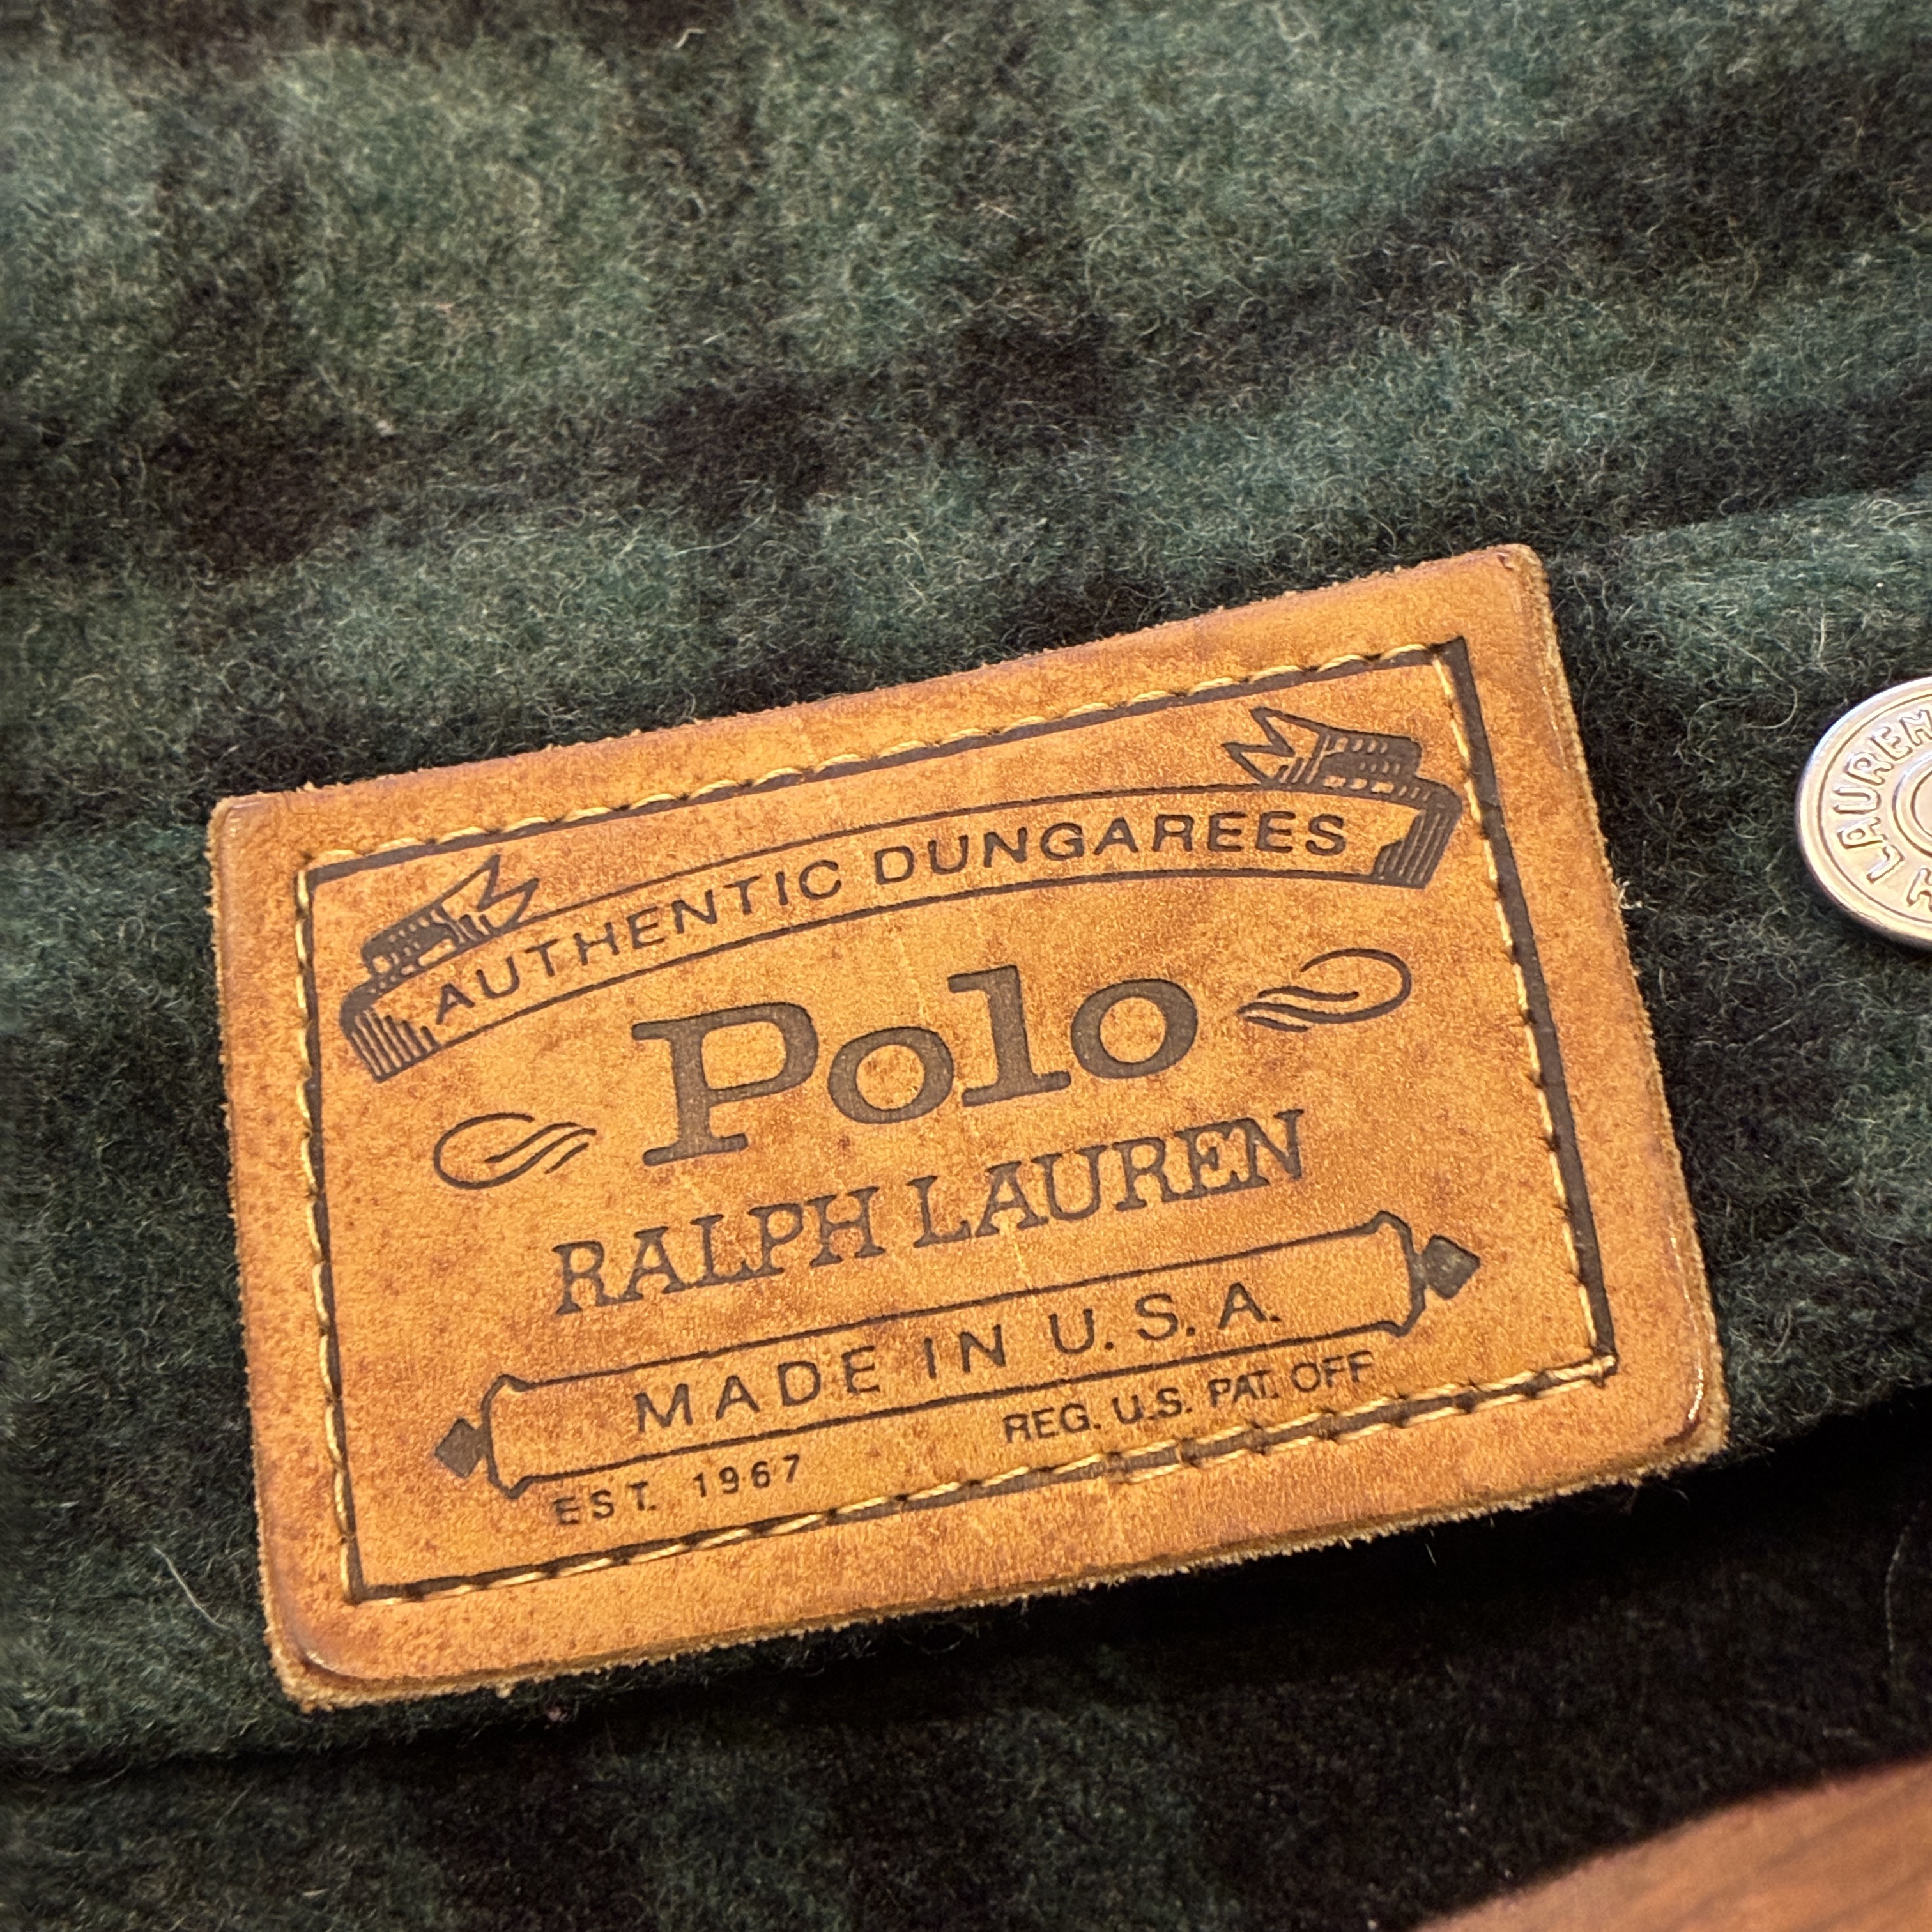 AUTHENTIC DUNGAREES
Polo
RALPH LAUREN
MADE IN U.S.A.
EST. 1967 REG. U.S. PAT. OFF
LAUREN